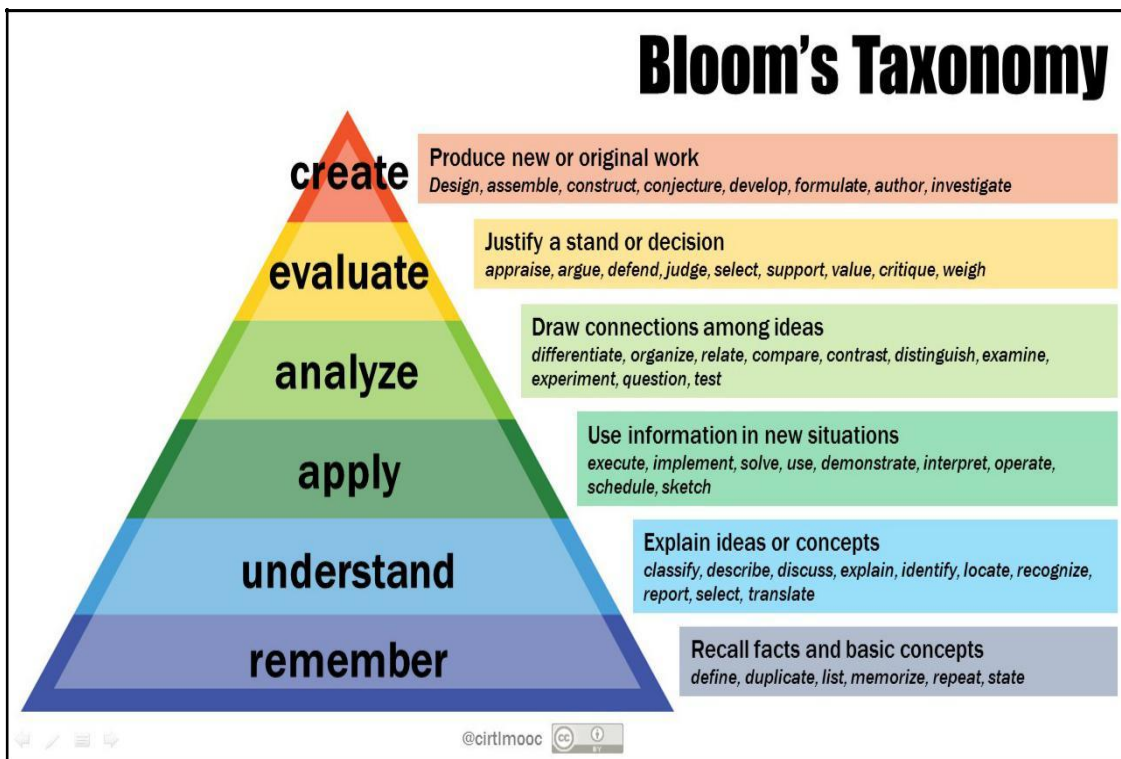 Bloom's Taxonomy
create
Produce new or original work
Design, assemble, construct, conjecture, develop, formulate, author, investigate
evaluate
Justify a stand or decision
appraise, argue, defend, judge, select, support, value, critique, weigh
analyze
Draw connections among ideas
differentiate, organize, relate, compare, contrast, distinguish, examine,
experiment, question, test
apply
Use information in new situations
execute, implement, solve, use, demonstrate, interpret, operate,
schedule, sketch
understand
Explain ideas or concepts
classify, describe, discuss, explain, identify, locate, recognize,
report, select, translate
remember
Recall facts and basic concepts
define, duplicate, list, memorize, repeat, state
@cirtlmooc
cc
BY